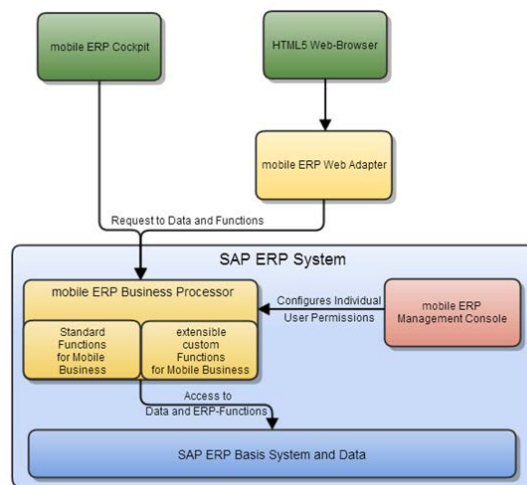 mobile ERP Cockpit
HTML5 Web-Browser
mobile ERP Web Adapter
Request to Data and Functions
SAP ERP System
mobile ERP Business Processor
Standard
Functions
for Mobile
Business
extensible
custom
Functions
for Mobile Business
Configures Individual
User Permissions
mobile ERP
Management Console
Access to
Data and ERP-Functions
SAP ERP Basis System and Data